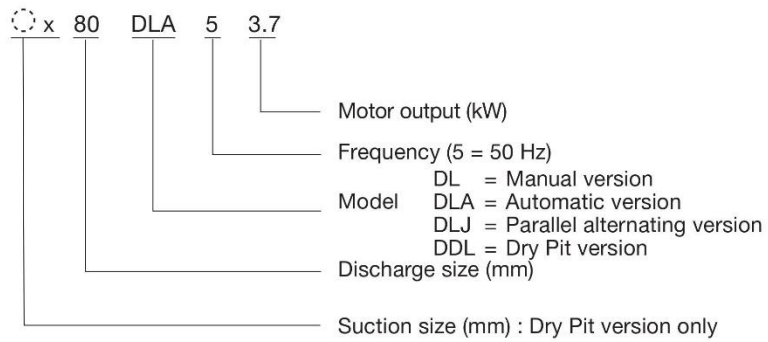 x 80 DLA 5 3.7
Motor output (kW)
Frequency (5 = 50 Hz)
DL = Manual version
Model DLA = Automatic version
DLJ = Parallel alternating version
DDL = Dry Pit version
Discharge size (mm)
Suction size (mm) : Dry Pit version only